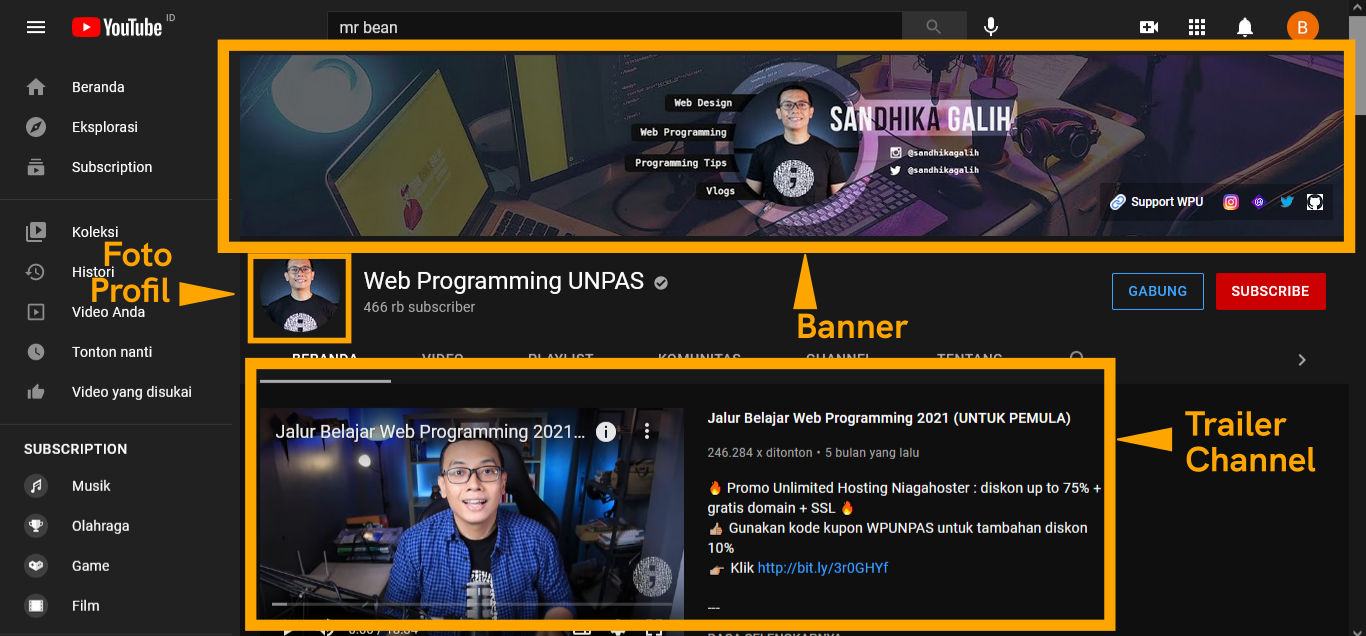 YouTube ID
mr bean
B
Beranda
Eksplorasi
Subscription
Koleksi
Histori
Video Anda
Tonton nanti
Video yang disukai
SUBSCRIPTION
Musik
Olahraga
Game
Film
Web Design
Web Programming
Programming Tips
Vlogs
SANDHIKA GALIH
@sandhikagalih
@sandhikagalih
Support WPU
Foto
Profil
Banner
Web Programming UNPAS
466 rb subscriber
GABUNG
SUBSCRIBE
BERANDA VIDEO PLAYLIST KOMUNITAS CHANNEL TENTANG
Jalur Belajar Web Programming 2021...
Jalur Belajar Web Programming 2021 (UNTUK PEMULA)
246.284 x ditonton • 5 bulan yang lalu
🔥 Promo Unlimited Hosting Niagahoster : diskon up to 75% +
gratis domain + SSL 🔥
👍🏼 Gunakan kode kupon WPUNPAS untuk tambahan diskon
10%
👉🏼 Klik http://bit.ly/3r0GHYf
---
Trailer
Channel